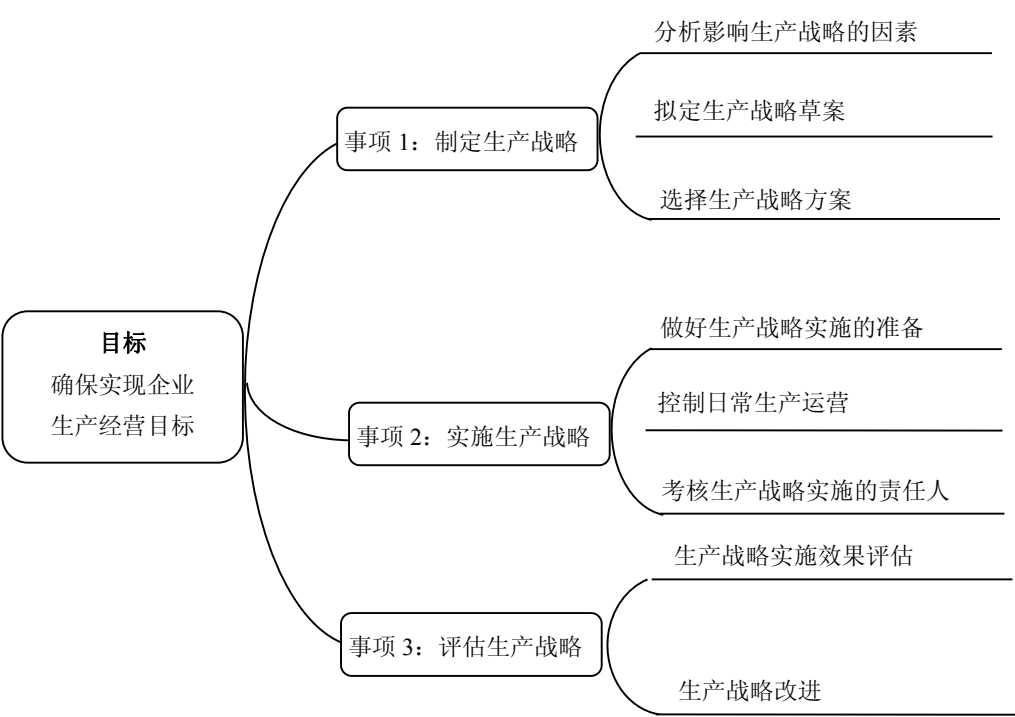 目标
确保实现企业
生产经营目标
事项 1：制定生产战略
分析影响生产战略的因素
拟定生产战略草案
选择生产战略方案
事项 2：实施生产战略
做好生产战略实施的准备
控制日常生产运营
考核生产战略实施的责任人
事项 3：评估生产战略
生产战略实施效果评估
生产战略改进